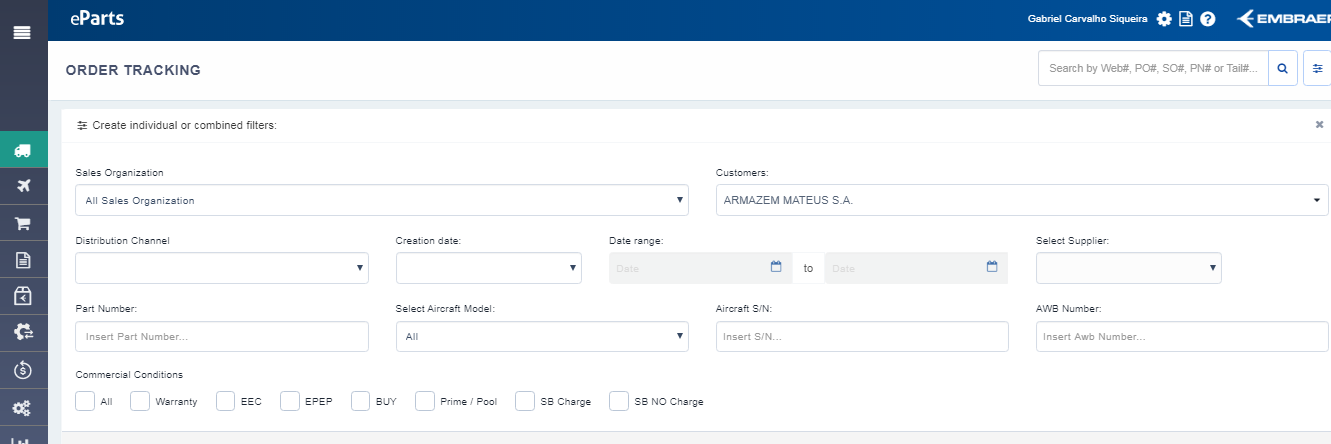 eParts
Gabriel Carvalho Siqueira
EMBRAER
ORDER TRACKING
Search by Web#, PO#, SO#, PN# or Tail#...
Create individual or combined filters:
Sales Organization
Customers:
All Sales Organization
ARMAZEM MATEUS S.A.
Distribution Channel
Creation date:
Date range:
Select Supplier:
Date
to
Date
Part Number:
Select Aircraft Model:
Aircraft S/N:
AWB Number:
Insert Part Number...
All
Insert S/N...
Insert Awb Number...
Commercial Conditions
All
Warranty
EEC
EPEP
BUY
Prime / Pool
SB Charge
SB NO Charge